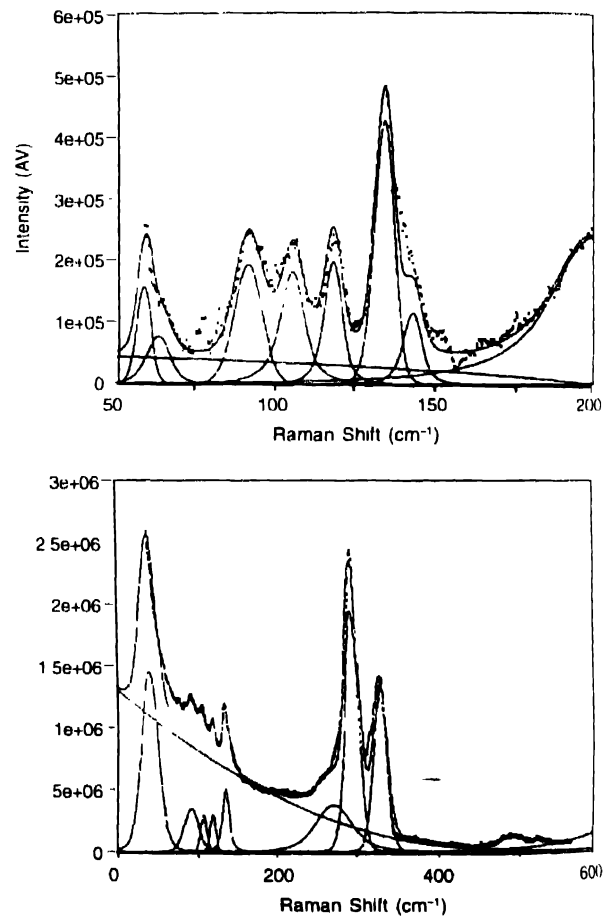 6e+05
5e+05
4e+05
3e+05
2e+05
1e+05
0
Intensity (AV)
50 100 150 200
Raman Shift (cm⁻¹)
3e+06
2 5e+06
2e+06
1 5e+06
1e+06
5e+06
0
0 200 400 600
Raman Shift (cm⁻¹)